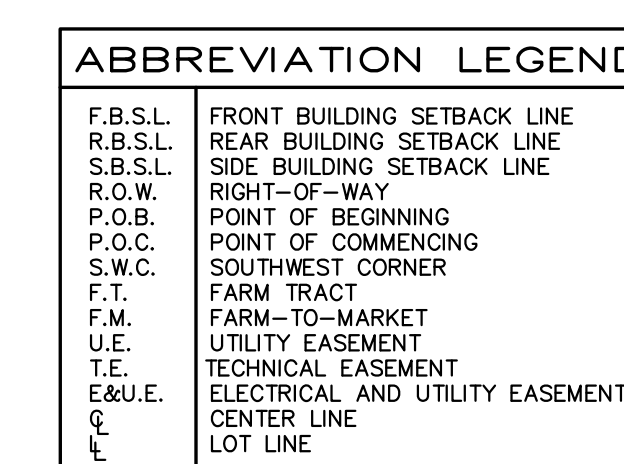 ABBREVIATION LEGEND
F.B.S.L. FRONT BUILDING SETBACK LINE
R.B.S.L. REAR BUILDING SETBACK LINE
S.B.S.L. SIDE BUILDING SETBACK LINE
R.O.W. RIGHT-OF-WAY
P.O.B. POINT OF BEGINNING
P.O.C. POINT OF COMMENCING
S.W.C. SOUTHWEST CORNER
F.T. FARM TRACT
F.M. FARM-TO-MARKET
U.E. UTILITY EASEMENT
T.E. TECHNICAL EASEMENT
E&U.E. ELECTRICAL AND UTILITY EASEMENT
℄ CENTER LINE
LL LOT LINE